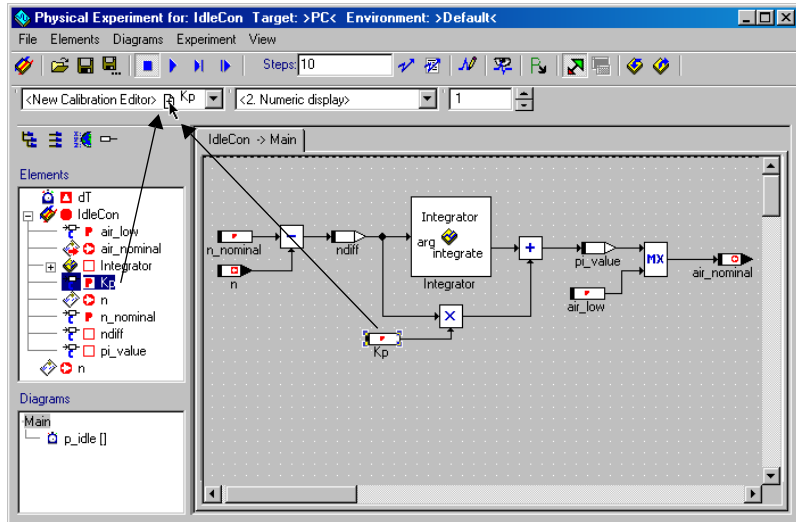 Physical Experiment for: IdleCon Target: >PC< Environment: >Default<
File Elements Diagrams Experiment View
Steps: 10
<New Calibration Editor> Kp <2. Numeric display> 1
IdleCon -> Main
Elements
dT
IdleCon
air_low
air_nominal
Integrator
Kp
n
n_nominal
ndiff
pi_value
n
Diagrams
Main
p_idle []
Integrator
arg
integrate
Integrator
n_nominal
n
ndiff
Kp
pi_value
air_low
MX
air_nominal